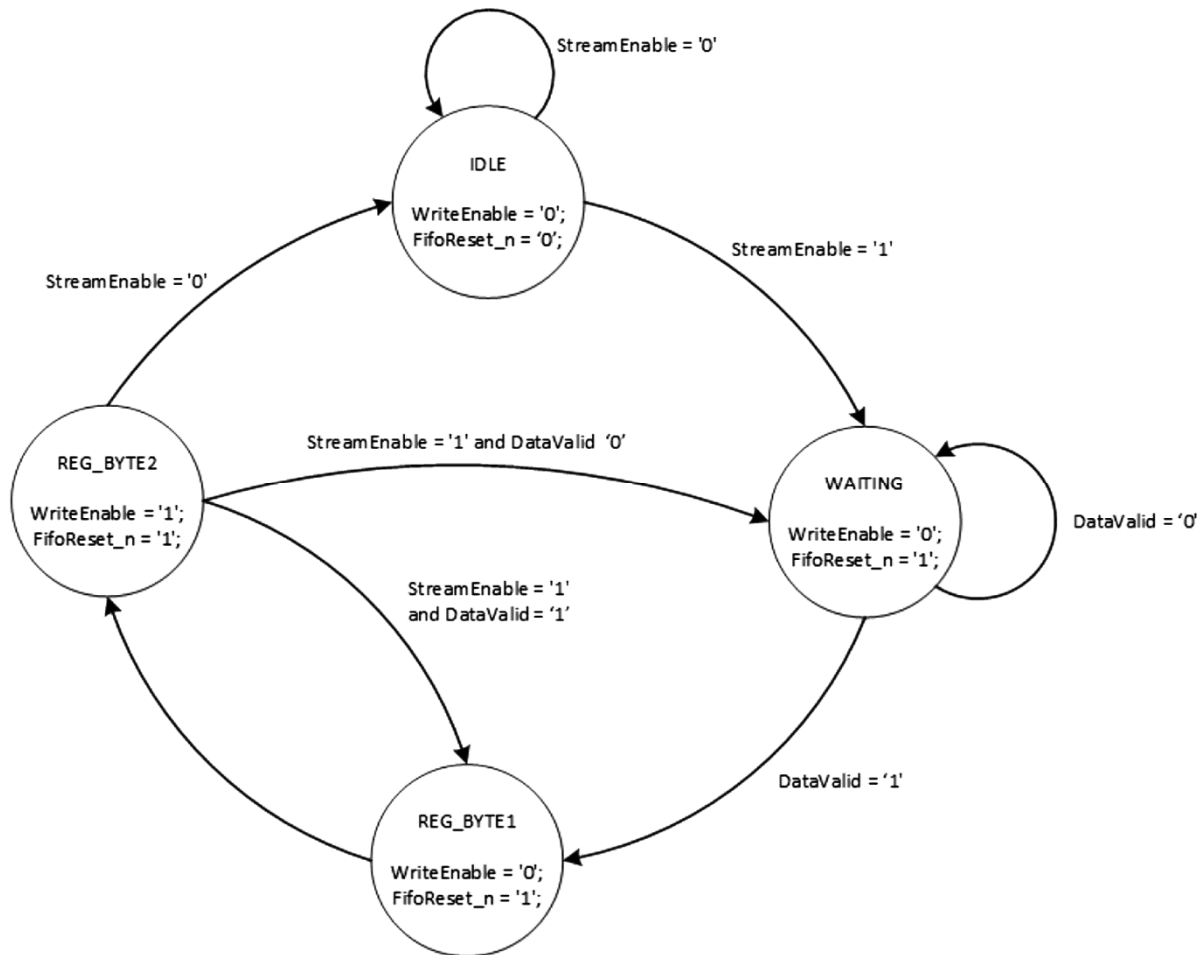 StreamEnable = '0'
IDLE
WriteEnable = '0';
FifoReset_n = ‘0’;
StreamEnable = '1'
StreamEnable = '0'
StreamEnable = '1' and DataValid ‘0’
REG_BYTE2
WriteEnable = '1';
FifoReset_n = '1';
WAITING
WriteEnable = '0';
FifoReset_n = '1';
DataValid = ‘0’
StreamEnable = '1'
and DataValid = ‘1’
DataValid = ‘1’
REG_BYTE1
WriteEnable = '0';
FifoReset_n = '1';